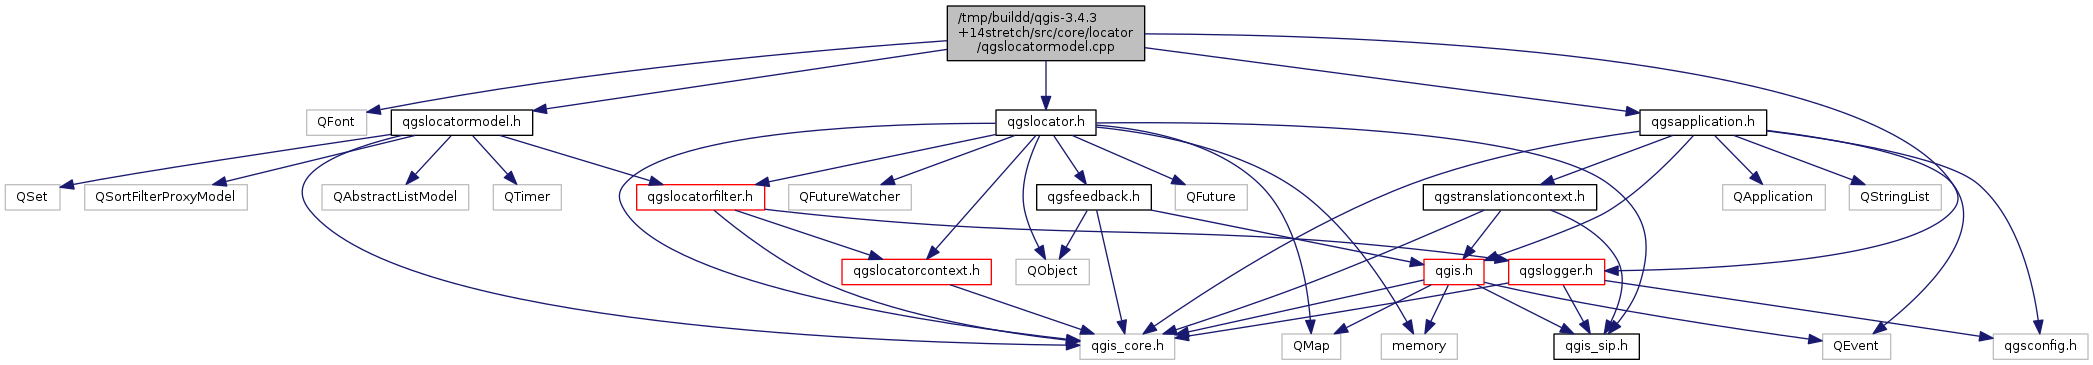 /tmp/buildd/qgis-3.4.3
+14stretch/src/core/locator
/qgslocatormodel.cpp
QFont
qgslocatormodel.h
qgslocator.h
qgsapplication.h
QSet
QSortFilterProxyModel
QAbstractListModel
QTimer
qgslocatorfilter.h
QFutureWatcher
qgsfeedback.h
QFuture
qgstranslationcontext.h
QApplication
QStringList
qgslocatorcontext.h
QObject
qgis.h
qgslogger.h
qgis_core.h
QMap
memory
qgis_sip.h
QEvent
qgsconfig.h